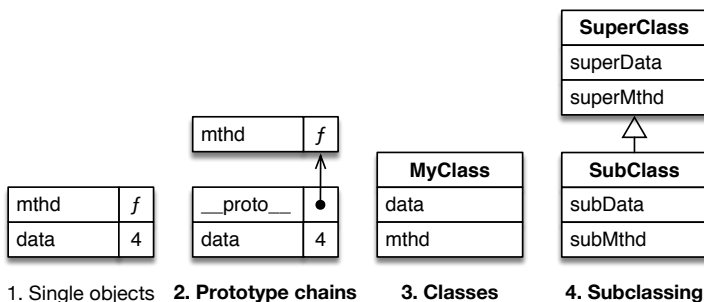 mthd ƒ
data 4
1. Single objects
mthd ƒ
__proto__
data 4
2. Prototype chains
MyClass
data
mthd
3. Classes
SuperClass
superData
superMthd
SubClass
subData
subMthd
4. Subclassing